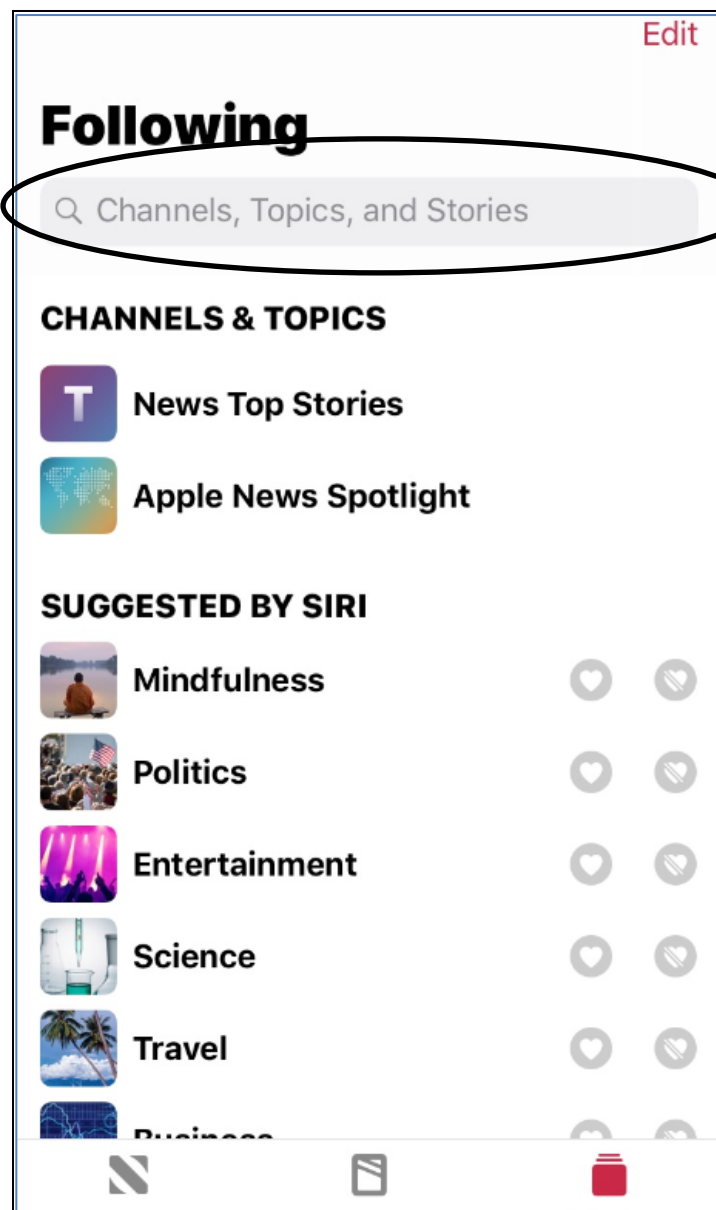 Edit
Following
Channels, Topics, and Stories
CHANNELS & TOPICS
T
News Top Stories
Apple News Spotlight
SUGGESTED BY SIRI
Mindfulness
Politics
Entertainment
Science
Travel
Business